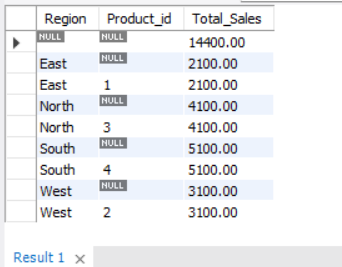 Region Product_id Total_Sales
NULL NULL 14400.00
East NULL 2100.00
East 1 2100.00
North NULL 4100.00
North 3 4100.00
South NULL 5100.00
South 4 5100.00
West NULL 3100.00
West 2 3100.00
Result 1 ×